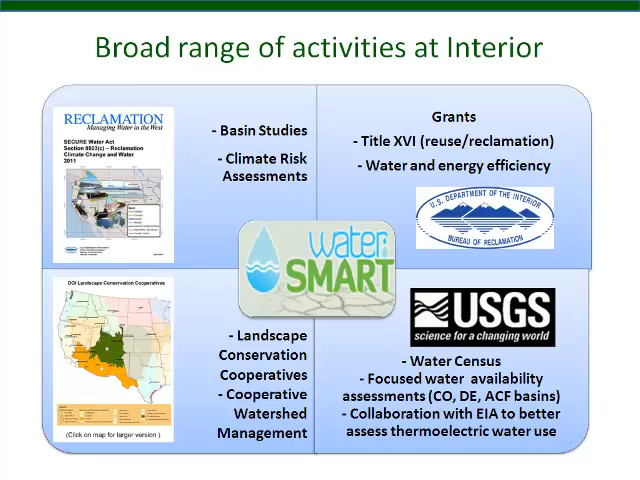 Broad range of activities at Interior
RECLAMATION
Managing Water in the West
SECURE Water Act
Section 9503(c) – Reclamation
Climate Change and Water
2011
- Basin Studies
- Climate Risk
Assessments
Grants
- Title XVI (reuse/reclamation)
- Water and energy efficiency
U.S. DEPARTMENT OF THE INTERIOR
BUREAU OF RECLAMATION
water
SMART
DOI Landscape Conservation Cooperatives
(Click on map for larger version )
- Landscape
Conservation
Cooperatives
- Cooperative
Watershed
Management
USGS
science for a changing world
- Water Census
- Focused water availability
assessments (CO, DE, ACF basins)
- Collaboration with EIA to better
assess thermoelectric water use